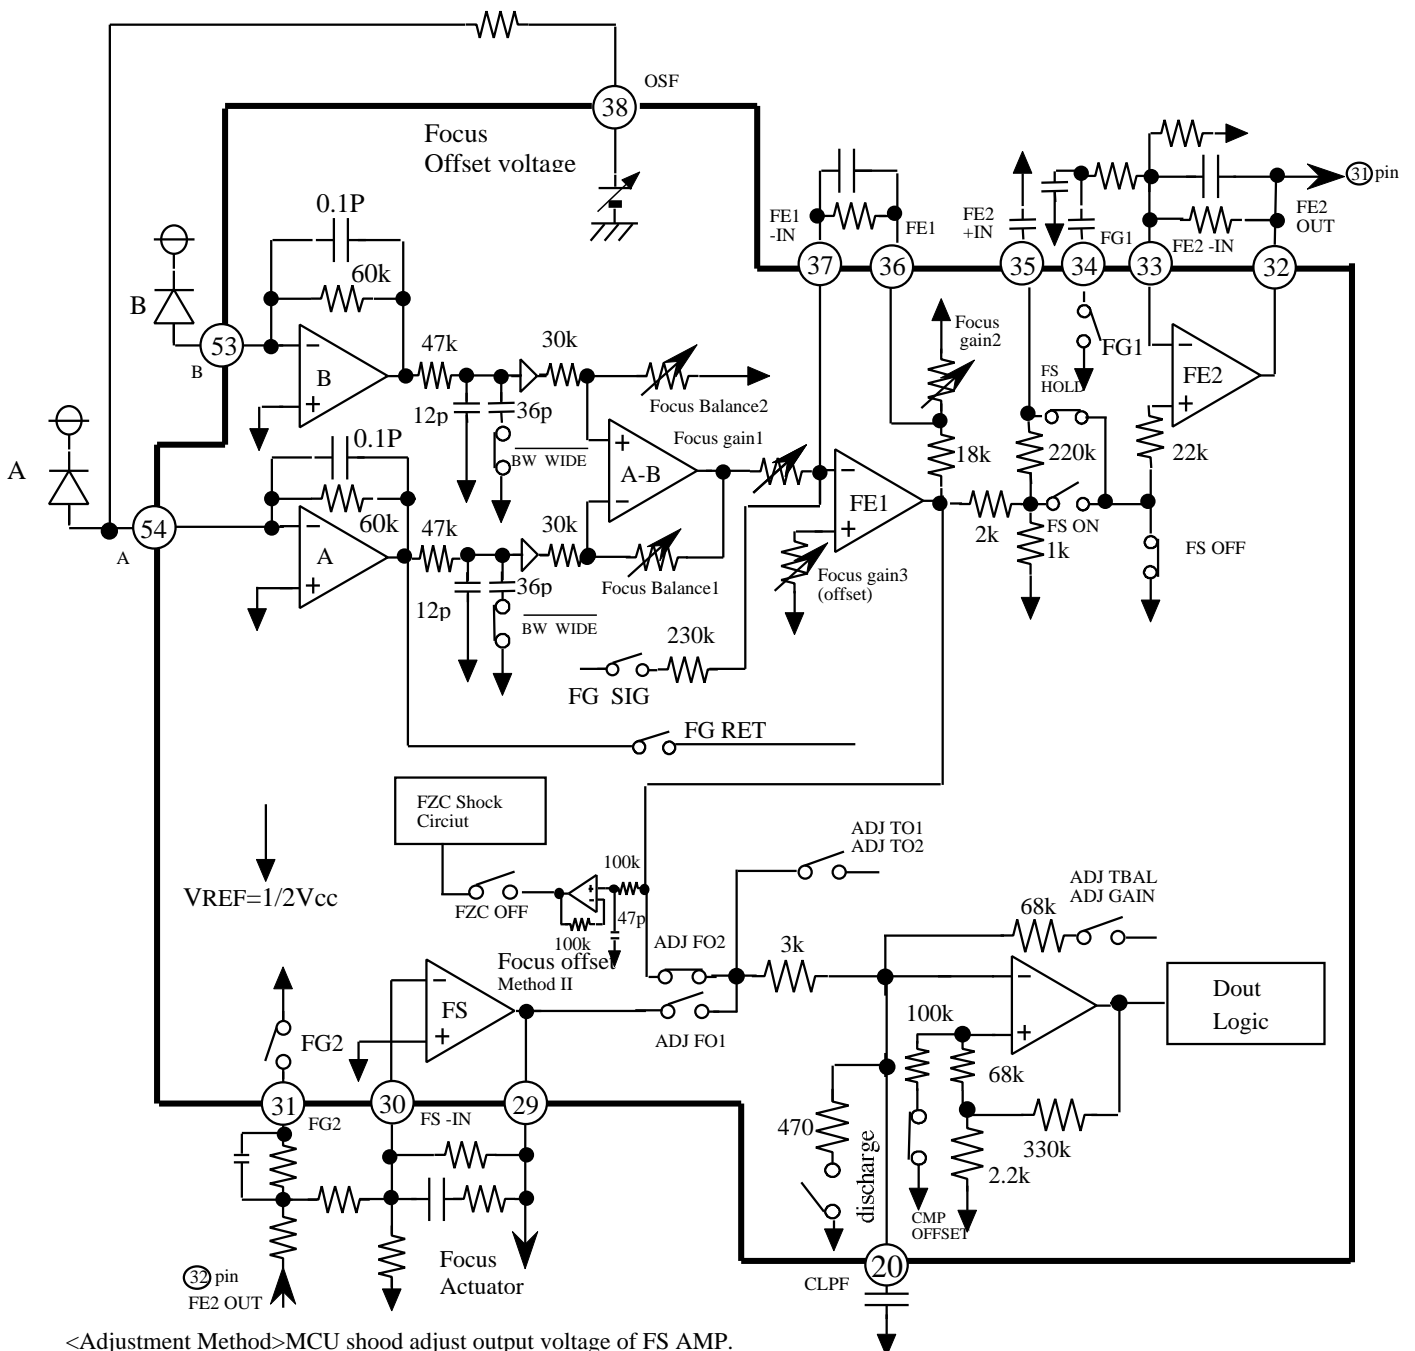 OSF
38
Focus
Offset voltage
31 pin
0.1P
FE1
-IN
FE1
FE2
+IN
FG1
FE2 -IN
FE2
OUT
37
36
35
34
33
32
60k
B
53
B
B
47k
30k
12p
36p
BW WIDE
Focus Balance2
Focus
gain2
FS
HOLD
FG1
FE2
0.1P
Focus gain1
A-B
18k
220k
22k
A
54
A
60k
A
47k
30k
12p
36p
BW WIDE
Focus Balance1
FE1
2k
FS ON
1k
FS OFF
Focus gain3
(offset)
230k
FG SIG
FG RET
FZC Shock
Circiut
VREF=1/2Vcc
FZC OFF
100k
47p
100k
ADJ TO1
ADJ TO2
ADJ TBAL
ADJ GAIN
68k
Focus offset
Method II
ADJ FO2
3k
FS
ADJ FO1
Dout
Logic
100k
68k
FG2
31
FG2
30
FS -IN
29
470
discharge
330k
2.2k
CMP
OFFSET
Focus
Actuator
32 pin
FE2 OUT
CLPF
20
<Adjustment Method>MCU shood adjust output voltage of FS AMP.